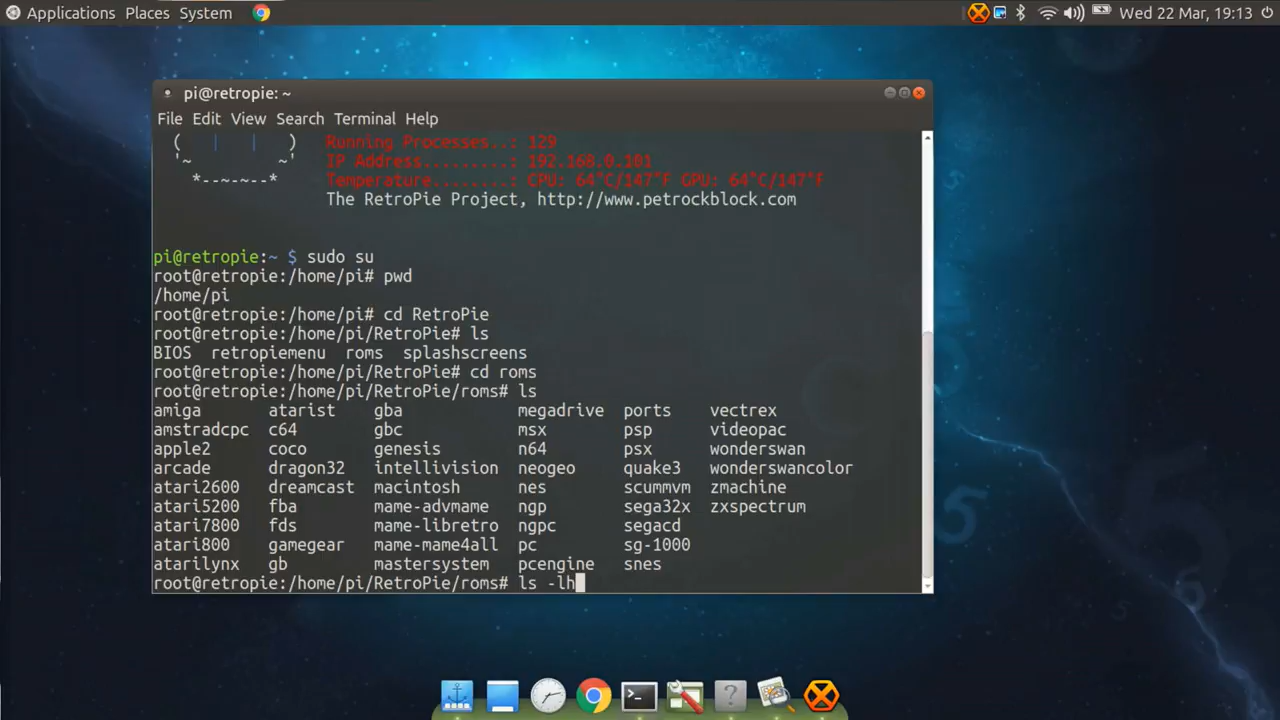 Applications Places System
Wed 22 Mar, 19:13
pi@retropie: ~
File Edit View Search Terminal Help
( | | ) Running Processes..: 129
'~ ~' IP Address.........: 192.168.0.101
*--~-~--* Temperature........: CPU: 64°C/147°F GPU: 64°C/147°F
The RetroPie Project, http://www.petrockblock.com
pi@retropie:~ $ sudo su
root@retropie:/home/pi# pwd
/home/pi
root@retropie:/home/pi# cd RetroPie
root@retropie:/home/pi/RetroPie# ls
BIOS retropiemenu roms splashscreens
root@retropie:/home/pi/RetroPie# cd roms
root@retropie:/home/pi/RetroPie/roms# ls
amiga atarist gba megadrive ports vectrex
amstradcpc c64 gbc msx psp videopac
apple2 coco genesis n64 psx wonderswan
arcade dragon32 intellivision neogeo quake3 wonderswancolor
atari2600 dreamcast macintosh nes scummvm zmachine
atari5200 fba mame-advmame ngp sega32x zxspectrum
atari7800 fds mame-libretro ngpc segacd
atari800 gamegear mame-mame4all pc sg-1000
atarilynx gb mastersystem pcengine snes
root@retropie:/home/pi/RetroPie/roms# ls -lh